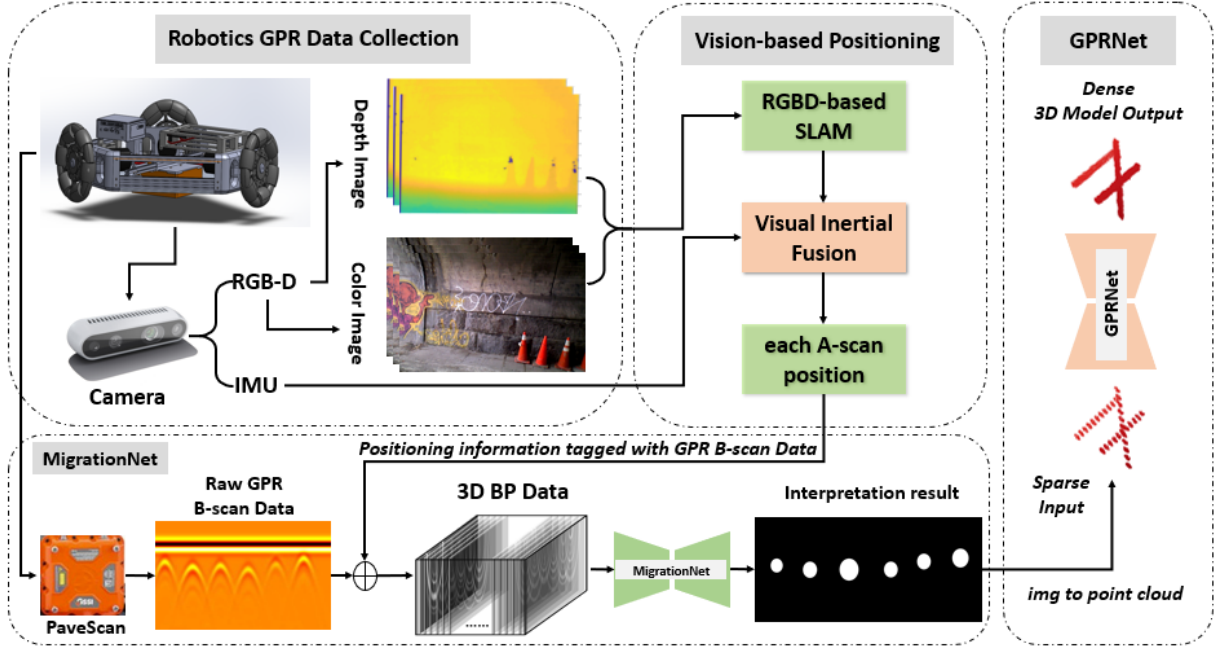 Robotics GPR Data Collection
Depth Image
Color Image
RGB-D
IMU
Camera
Vision-based Positioning
RGBD-based
SLAM
Visual Inertial
Fusion
each A-scan
position
GPRNet
Dense
3D Model Output
GPRNet
Sparse
Input
img to point cloud
MigrationNet
Positioning information tagged with GPR B-scan Data
Raw GPR
B-scan Data
PaveScan
3D BP Data
......
MigrationNet
Interpretation result